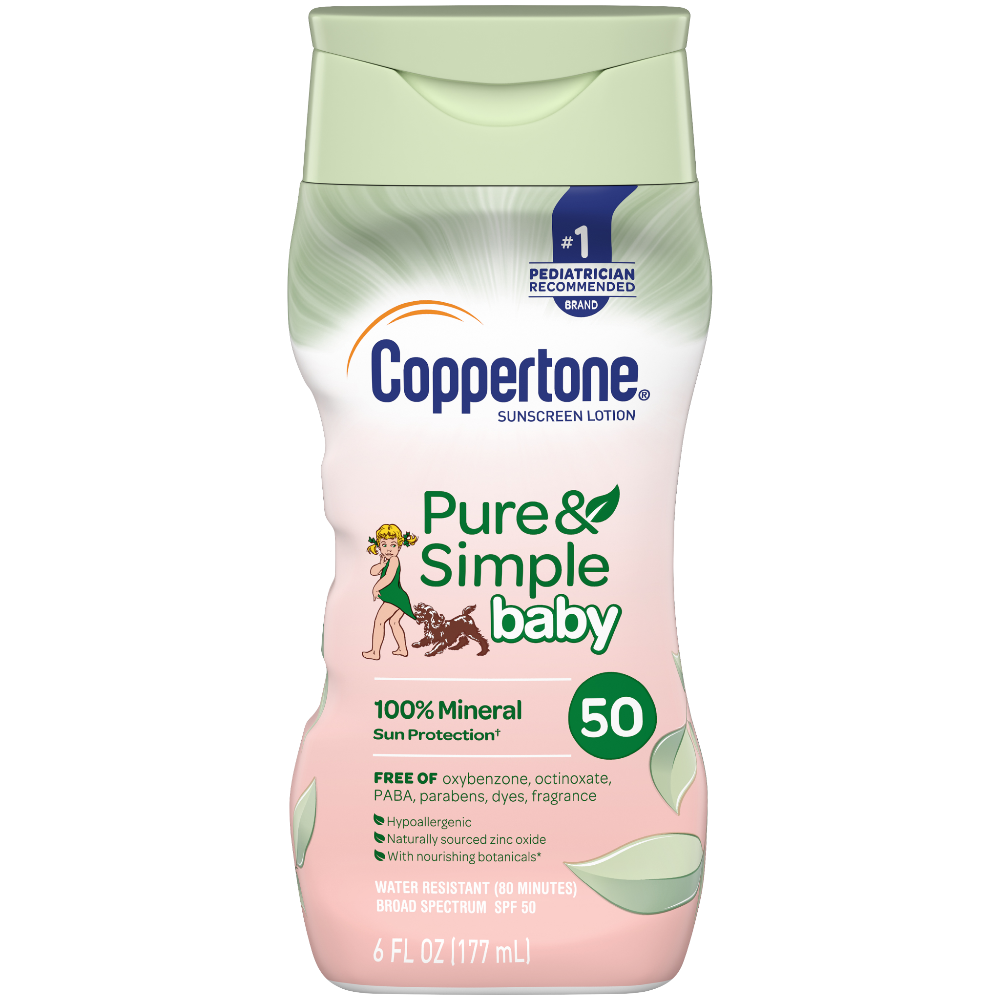 #1
PEDIATRICIAN
RECOMMENDED
BRAND
Coppertone®
SUNSCREEN LOTION
Pure &
Simple
baby
100% Mineral
Sun Protection†
50
FREE OF oxybenzone, octinoxate,
PABA, parabens, dyes, fragrance
Hypoallergenic
Naturally sourced zinc oxide
With nourishing botanicals*
WATER RESISTANT (80 MINUTES)
BROAD SPECTRUM SPF 50
6 FL OZ (177 mL)